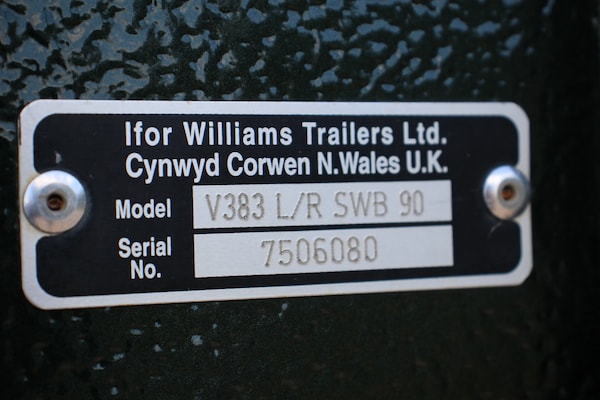 Ifor Williams Trailers Ltd.
Cynwyd Corwen N.Wales U.K.
Model V383 L/R SWB 90
Serial No. 7506080